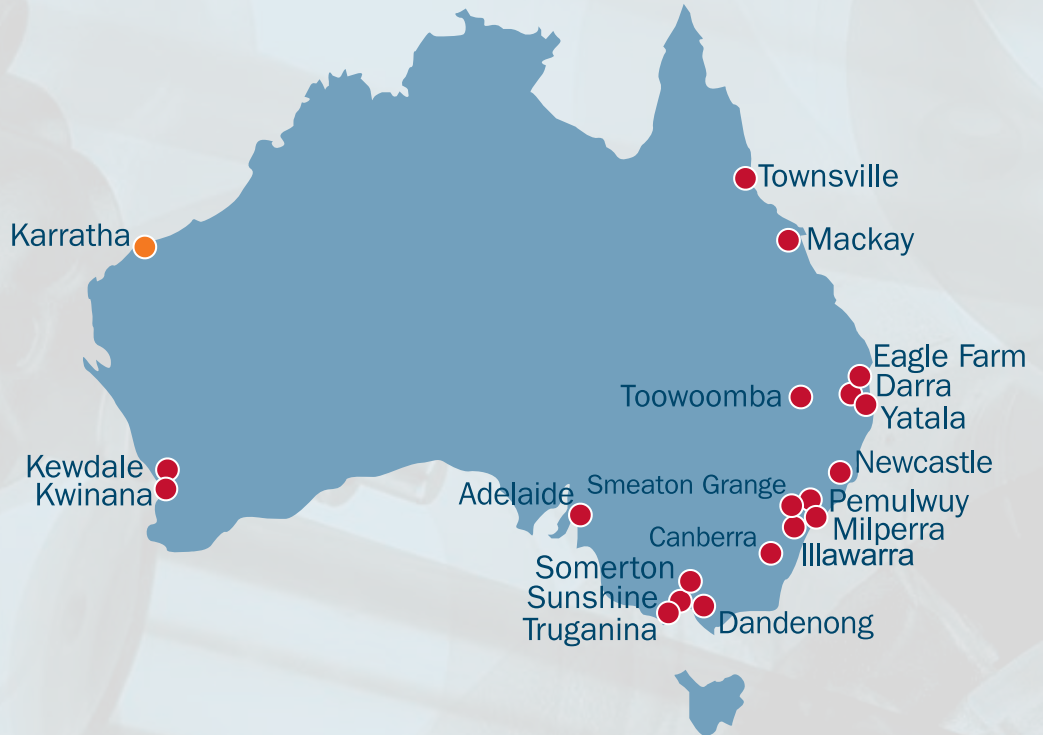 Townsville
Karratha
Mackay
Eagle Farm
Darra
Toowoomba
Yatala
Newcastle
Kewdale
Smeaton Grange
Kwinana
Adelaide
Pemulwuy
Milperra
Canberra
Illawarra
Somerton
Sunshine
Dandenong
Truganina